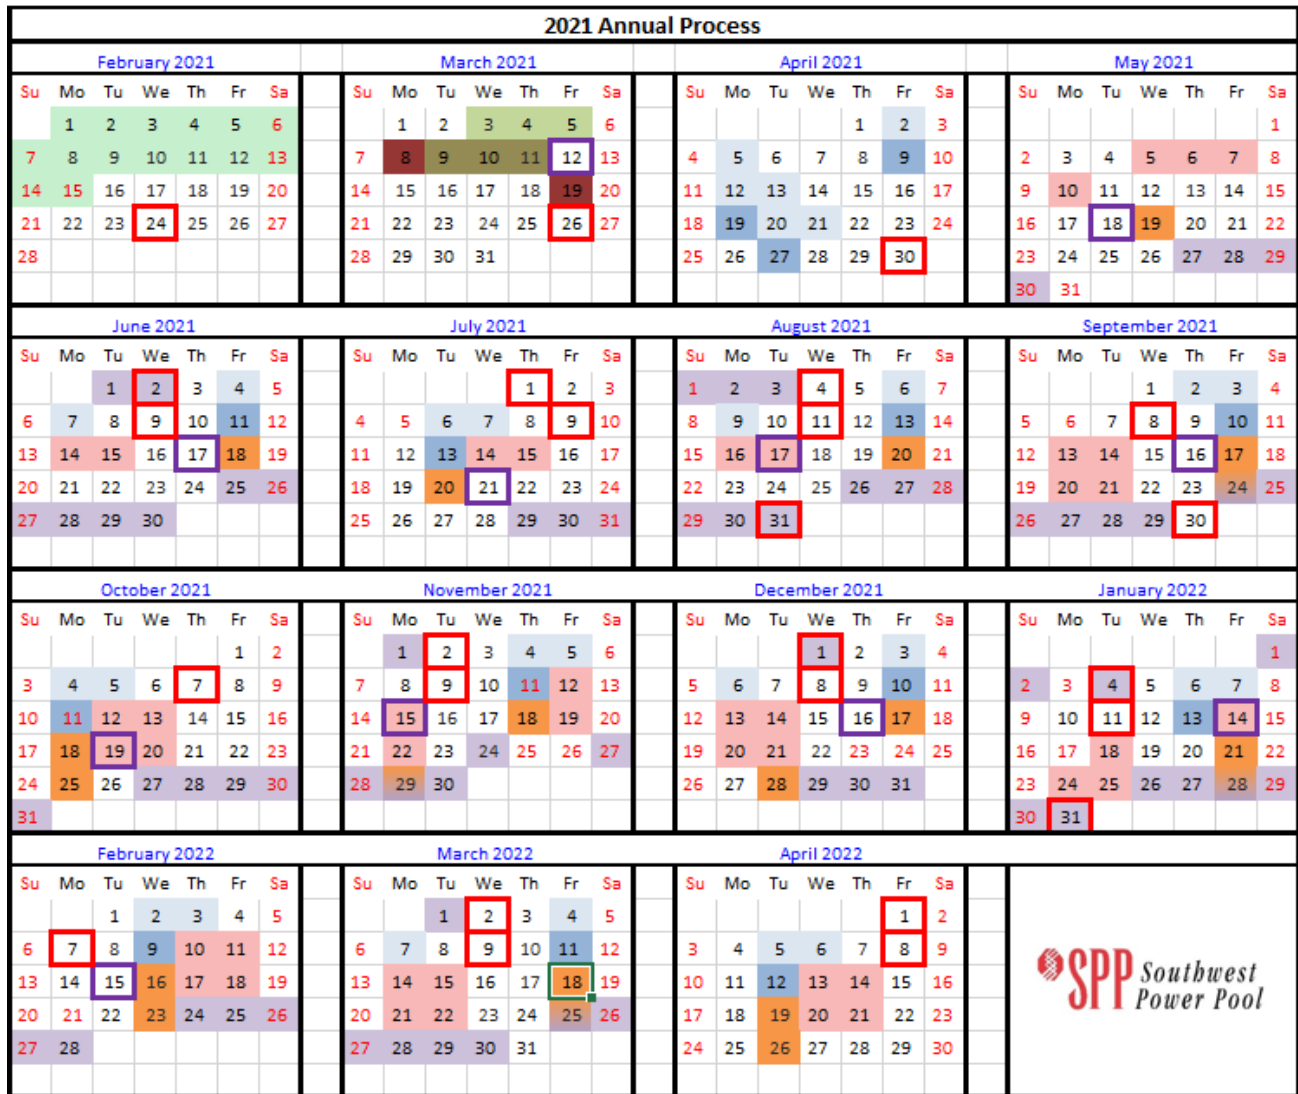 2021 Annual Process
February 2021 March 2021 April 2021 May 2021
Su Mo Tu We Th Fr Sa Su Mo Tu We Th Fr Sa Su Mo Tu We Th Fr Sa Su Mo Tu We Th Fr Sa
1 2 3 4 5 6 1 2 3 4 5 6 1 2 3 1
7 8 9 10 11 12 13 7 8 9 10 11 12 13 4 5 6 7 8 9 10 2 3 4 5 6 7 8
14 15 16 17 18 19 20 14 15 16 17 18 19 20 11 12 13 14 15 16 17 9 10 11 12 13 14 15
21 22 23 24 25 26 27 21 22 23 24 25 26 27 18 19 20 21 22 23 24 16 17 18 19 20 21 22
28 28 29 30 31 25 26 27 28 29 30 23 24 25 26 27 28 29
30 31
June 2021 July 2021 August 2021 September 2021
Su Mo Tu We Th Fr Sa Su Mo Tu We Th Fr Sa Su Mo Tu We Th Fr Sa Su Mo Tu We Th Fr Sa
1 2 3 4 5 1 2 3 1 2 3 4 5 6 7 1 2 3 4
6 7 8 9 10 11 12 4 5 6 7 8 9 10 8 9 10 11 12 13 14 5 6 7 8 9 10 11
13 14 15 16 17 18 19 11 12 13 14 15 16 17 15 16 17 18 19 20 21 12 13 14 15 16 17 18
20 21 22 23 24 25 26 18 19 20 21 22 23 24 22 23 24 25 26 27 28 19 20 21 22 23 24 25
27 28 29 30 25 26 27 28 29 30 31 29 30 31 26 27 28 29 30
October 2021 November 2021 December 2021 January 2022
Su Mo Tu We Th Fr Sa Su Mo Tu We Th Fr Sa Su Mo Tu We Th Fr Sa Su Mo Tu We Th Fr Sa
1 2 1 2 3 4 5 6 1 2 3 4 1
3 4 5 6 7 8 9 7 8 9 10 11 12 13 5 6 7 8 9 10 11 2 3 4 5 6 7 8
10 11 12 13 14 15 16 14 15 16 17 18 19 20 12 13 14 15 16 17 18 9 10 11 12 13 14 15
17 18 19 20 21 22 23 21 22 23 24 25 26 27 19 20 21 22 23 24 25 16 17 18 19 20 21 22
24 25 26 27 28 29 30 28 29 30 26 27 28 29 30 31 23 24 25 26 27 28 29
31 30 31
February 2022 March 2022 April 2022
Su Mo Tu We Th Fr Sa Su Mo Tu We Th Fr Sa Su Mo Tu We Th Fr Sa
1 2 3 4 5 1 2 3 4 5 1 2
6 7 8 9 10 11 12 6 7 8 9 10 11 12 3 4 5 6 7 8 9
13 14 15 16 17 18 19 13 14 15 16 17 18 19 10 11 12 13 14 15 16
20 21 22 23 24 25 26 20 21 22 23 24 25 26 17 18 19 20 21 22 23
27 28 27 28 29 30 31 24 25 26 27 28 29 30
SPP Southwest
Power Pool